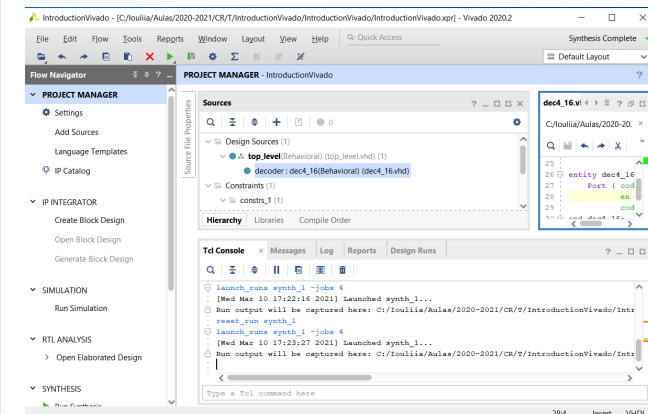 IntroductionVivado - [C:/Iouliia/Aulas/2020-2021/CR/T/IntroductionVivado/IntroductionVivado/IntroductionVivado.xpr] - Vivado 2020.2
File Edit Flow Tools Reports Window Layout View Help Quick Access Synthesis Complete
Default Layout
Flow Navigator
PROJECT MANAGER - IntroductionVivado
PROJECT MANAGER
Settings
Add Sources
Language Templates
IP Catalog
IP INTEGRATOR
Create Block Design
Open Block Design
Generate Block Design
SIMULATION
Run Simulation
RTL ANALYSIS
Open Elaborated Design
SYNTHESIS
Run Synthesis
Source File Properties
Sources
0
Design Sources (1)
top_level(Behavioral) (top_level.vhd) (1)
decoder : dec4_16(Behavioral) (dec4_16.vhd)
Constraints (1)
constrs_1 (1)
Hierarchy Libraries Compile Order
dec4_16.vl
C:/Iouliia/Aulas/2020-20.
25
26 entity dec4_16
27 Port ( cod
28 en
29 cod
30 end dec4_16;
Tcl Console Messages Log Reports Design Runs
launch_runs synth_1 -jobs 4
[Wed Mar 10 17:22:16 2021] Launched synth_1...
Run output will be captured here: C:/Iouliia/Aulas/2020-2021/CR/T/IntroductionVivado/Intr
reset_run synth_1
launch_runs synth_1 -jobs 4
[Wed Mar 10 17:23:27 2021] Launched synth_1...
Run output will be captured here: C:/Iouliia/Aulas/2020-2021/CR/T/IntroductionVivado/Intr
Type a Tcl command here
28:4 Insert VHDL